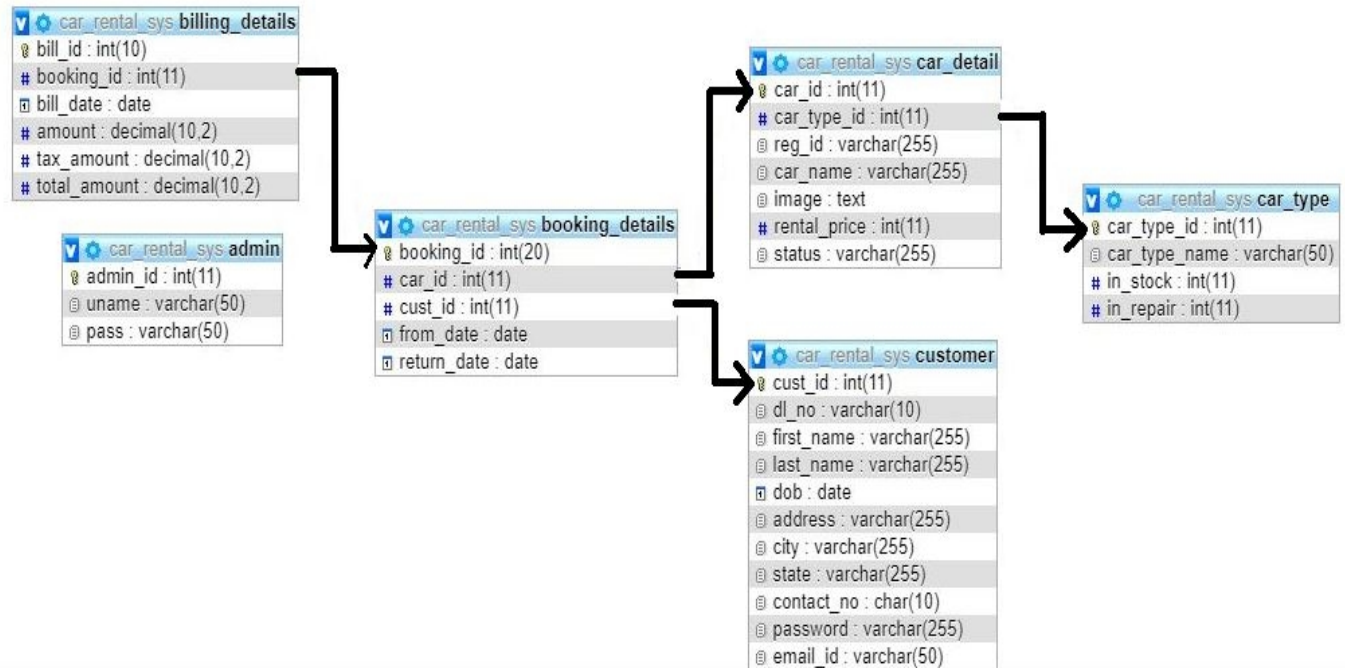 car_rental_sys billing_details
bill_id : int(10)
booking_id : int(11)
bill_date : date
amount : decimal(10,2)
tax_amount : decimal(10,2)
total_amount : decimal(10,2)
car_rental_sys admin
admin_id : int(11)
uname : varchar(50)
pass : varchar(50)
car_rental_sys booking_details
booking_id : int(20)
car_id : int(11)
cust_id : int(11)
from_date : date
return_date : date
car_rental_sys car_detail
car_id : int(11)
car_type_id : int(11)
reg_id : varchar(255)
car_name : varchar(255)
image : text
rental_price : int(11)
status : varchar(255)
car_rental_sys customer
cust_id : int(11)
dl_no : varchar(10)
first_name : varchar(255)
last_name : varchar(255)
dob : date
address : varchar(255)
city : varchar(255)
state : varchar(255)
contact_no : char(10)
password : varchar(255)
email_id : varchar(50)
car_rental_sys car_type
car_type_id : int(11)
car_type_name : varchar(50)
in_stock : int(11)
in_repair : int(11)